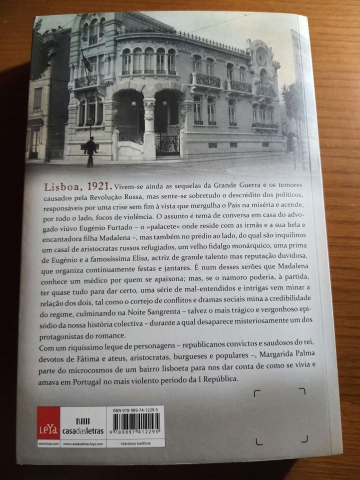 Lisboa, 1921. Vivem-se ainda as sequelas da Grande Guerra e os temores
causados pela Revolução Russa, mas sente-se sobretudo o descrédito dos políticos,
responsáveis por uma crise sem fim à vista que mergulha o País na miséria e acende,
por todo o lado, focos de violência. O assunto é tema de conversa em casa do advo-
gado viúvo Eugénio Furtado – o «palacete» onde reside com as irmãs e a sua bela e
encantadora filha Madalena –, mas também no prédio ao lado, do qual são inquilinos
um casal de aristocratas russos refugiados, um velho fidalgo monárquico, uma prima
de Eugénio e a famosíssima Elisa, actriz de grande talento mas reputação duvidosa,
que organiza continuamente festas e jantares. É num desses serões que Madalena
conhece um médico por quem se apaixona; mas, se o namoro poderia, à partida,
ter quase tudo para dar certo, uma série de mal-entendidos e intrigas vem minar a
relação dos dois, tal como o cortejo de conflitos e dramas sociais mina a credibilidade
do regime, culminando na Noite Sangrenta – talvez o mais trágico e vergonhoso epi-
sódio da nossa história colectiva – durante a qual desaparece misteriosamente um dos
protagonistas do romance.
Com um riquíssimo leque de personagens – republicanos convictos e saudosos do rei,
devotos de Fátima e ateus, aristocratas, burgueses e populares –, Margarida Palma
parte do microcosmos de um bairro lisboeta para nos dar conta de como se vivia e
amava em Portugal no mais violento período da I República.
LeYa
casadasletras
ISBN 978-989-74-1229-5
9 789897 412295